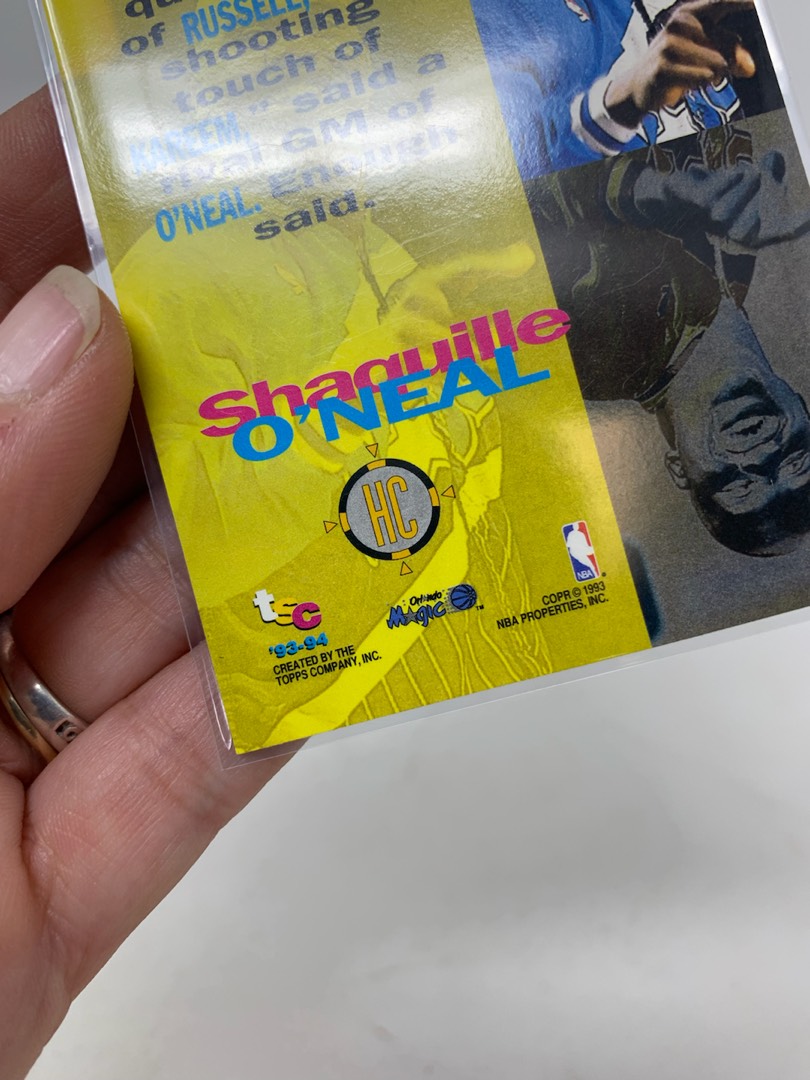 of RUSSELL,
shooting
touch of
KAREEM," said a
rival GM of
O'NEAL. Enough
said.
Shaquille
O'NEAL
HC
tsc
'93-94
CREATED BY THE
TOPPS COMPANY, INC.
Orlando
MAGIC
TM
NBA
COPR © 1993
NBA PROPERTIES, INC.